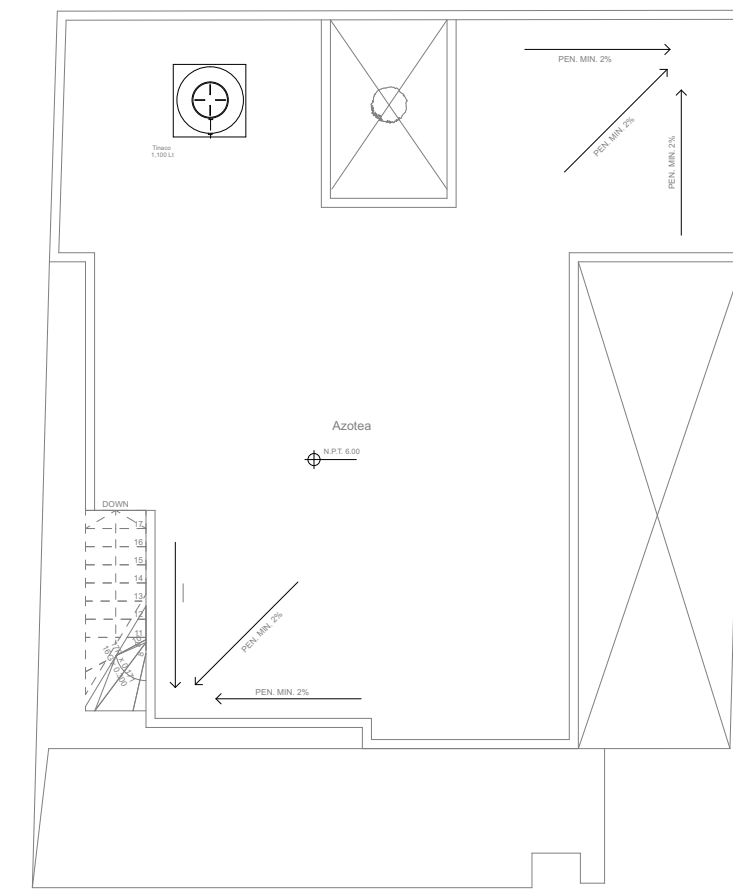 PEN. MIN. 2%
PEN. MIN. 2%
PEN. MIN. 2%
Tinaco
1,100 Lt
Azotea
N.P.T. 6.00
DOWN
17
16
15
14
13
12
11
PEN. MIN. 2%
PEN. MIN. 2%